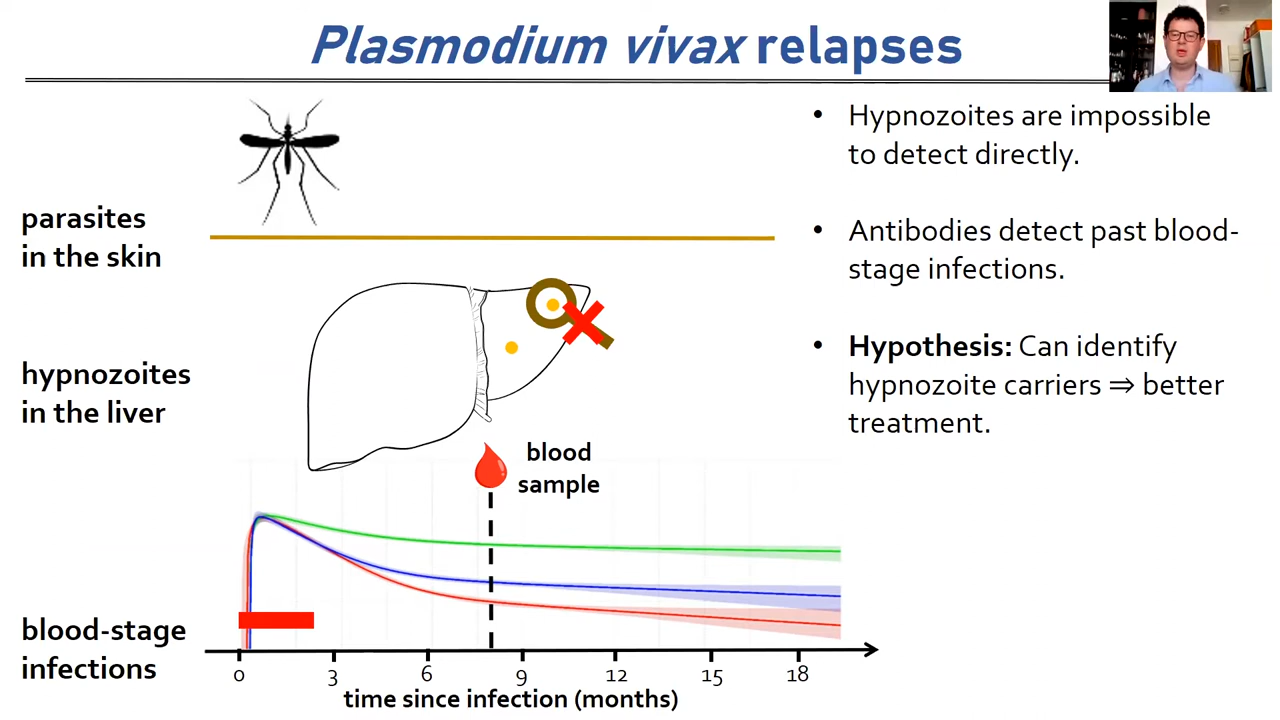 Plasmodium vivax relapses
parasites
in the skin
hypnozoites
in the liver
blood
sample
blood-stage
infections
0 3 6 9 12 15 18
time since infection (months)
• Hypnozoites are impossible
to detect directly.
• Antibodies detect past blood-
stage infections.
• Hypothesis: Can identify
hypnozoite carriers ⇒ better
treatment.